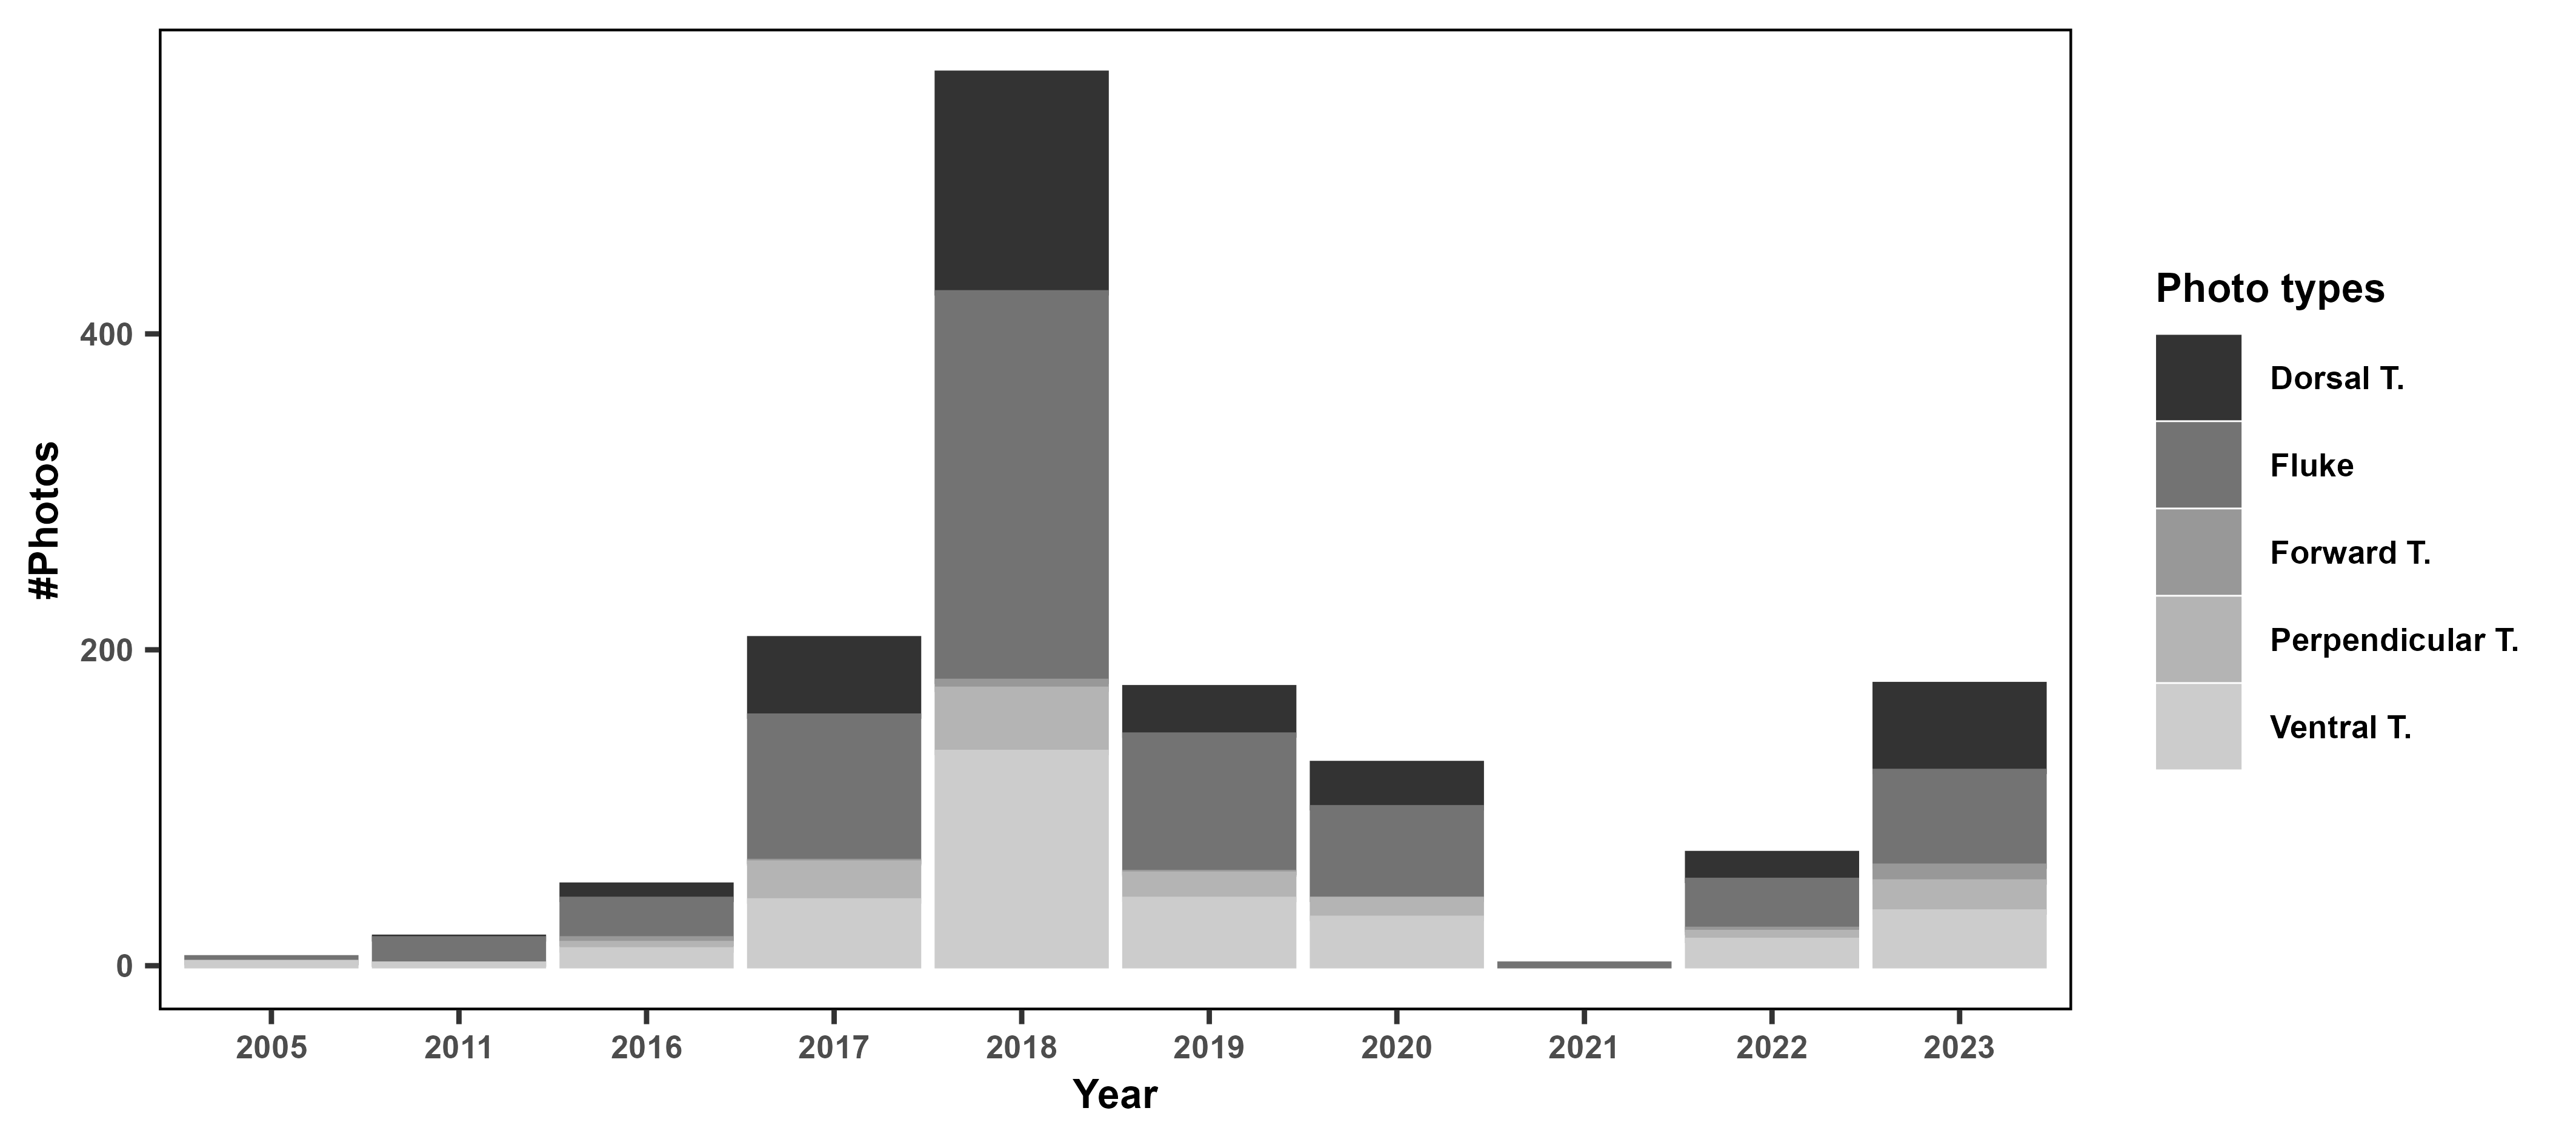 #Photos
400
200
0
2005 2011 2016 2017 2018 2019 2020 2021 2022 2023
Year
Photo types
Dorsal T.
Fluke
Forward T.
Perpendicular T.
Ventral T.